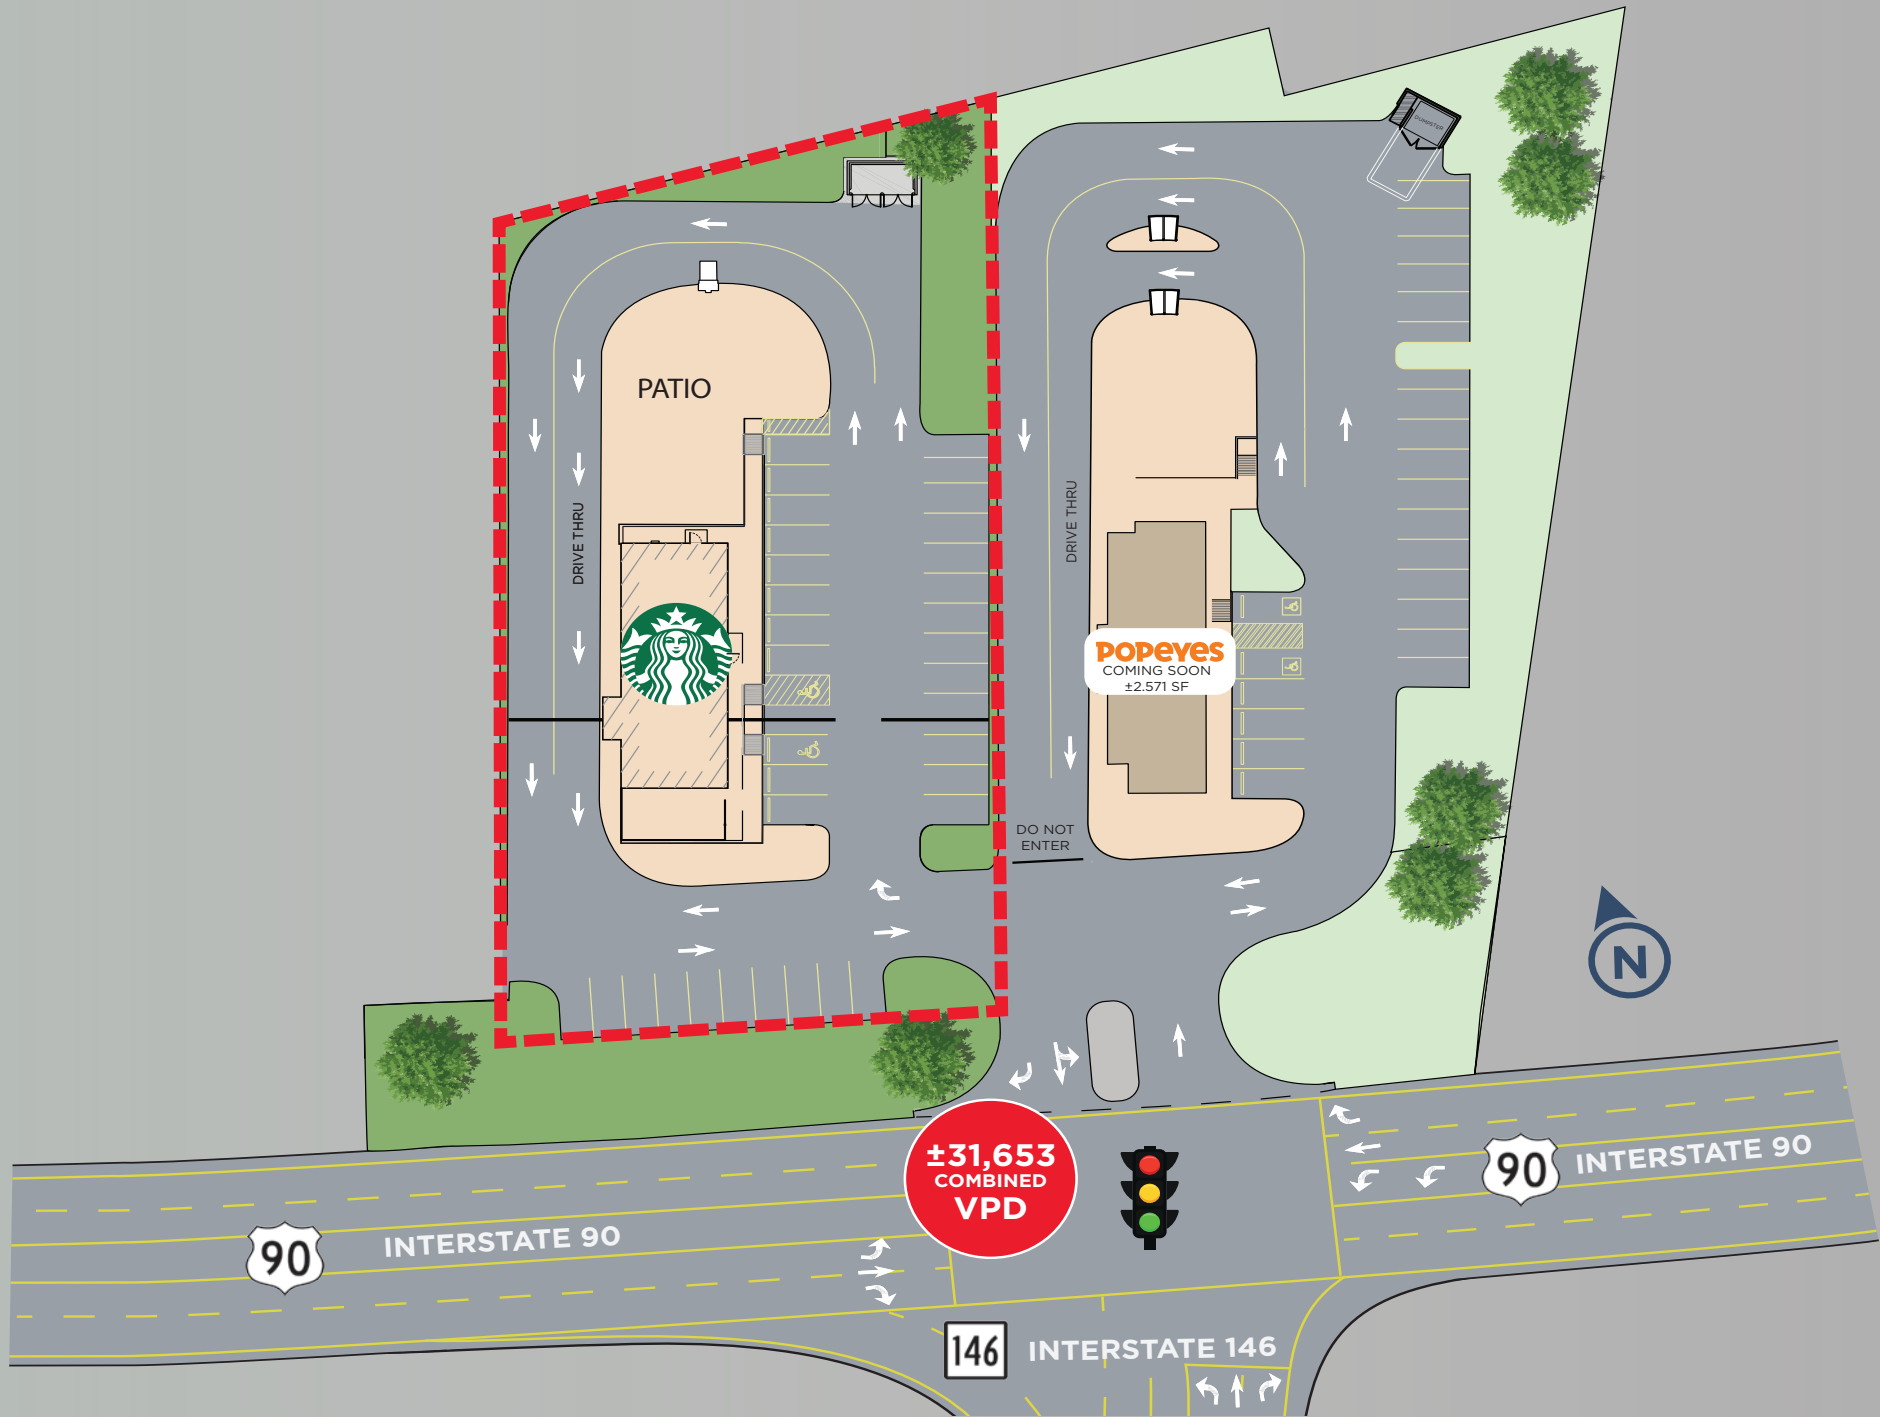 DUMPSTER
PATIO
DRIVE THRU
DRIVE THRU
POPEYES
COMING SOON
±2.571 SF
DO NOT
ENTER
N
±31,653
COMBINED
VPD
90
INTERSTATE 90
90
INTERSTATE 90
146
INTERSTATE 146